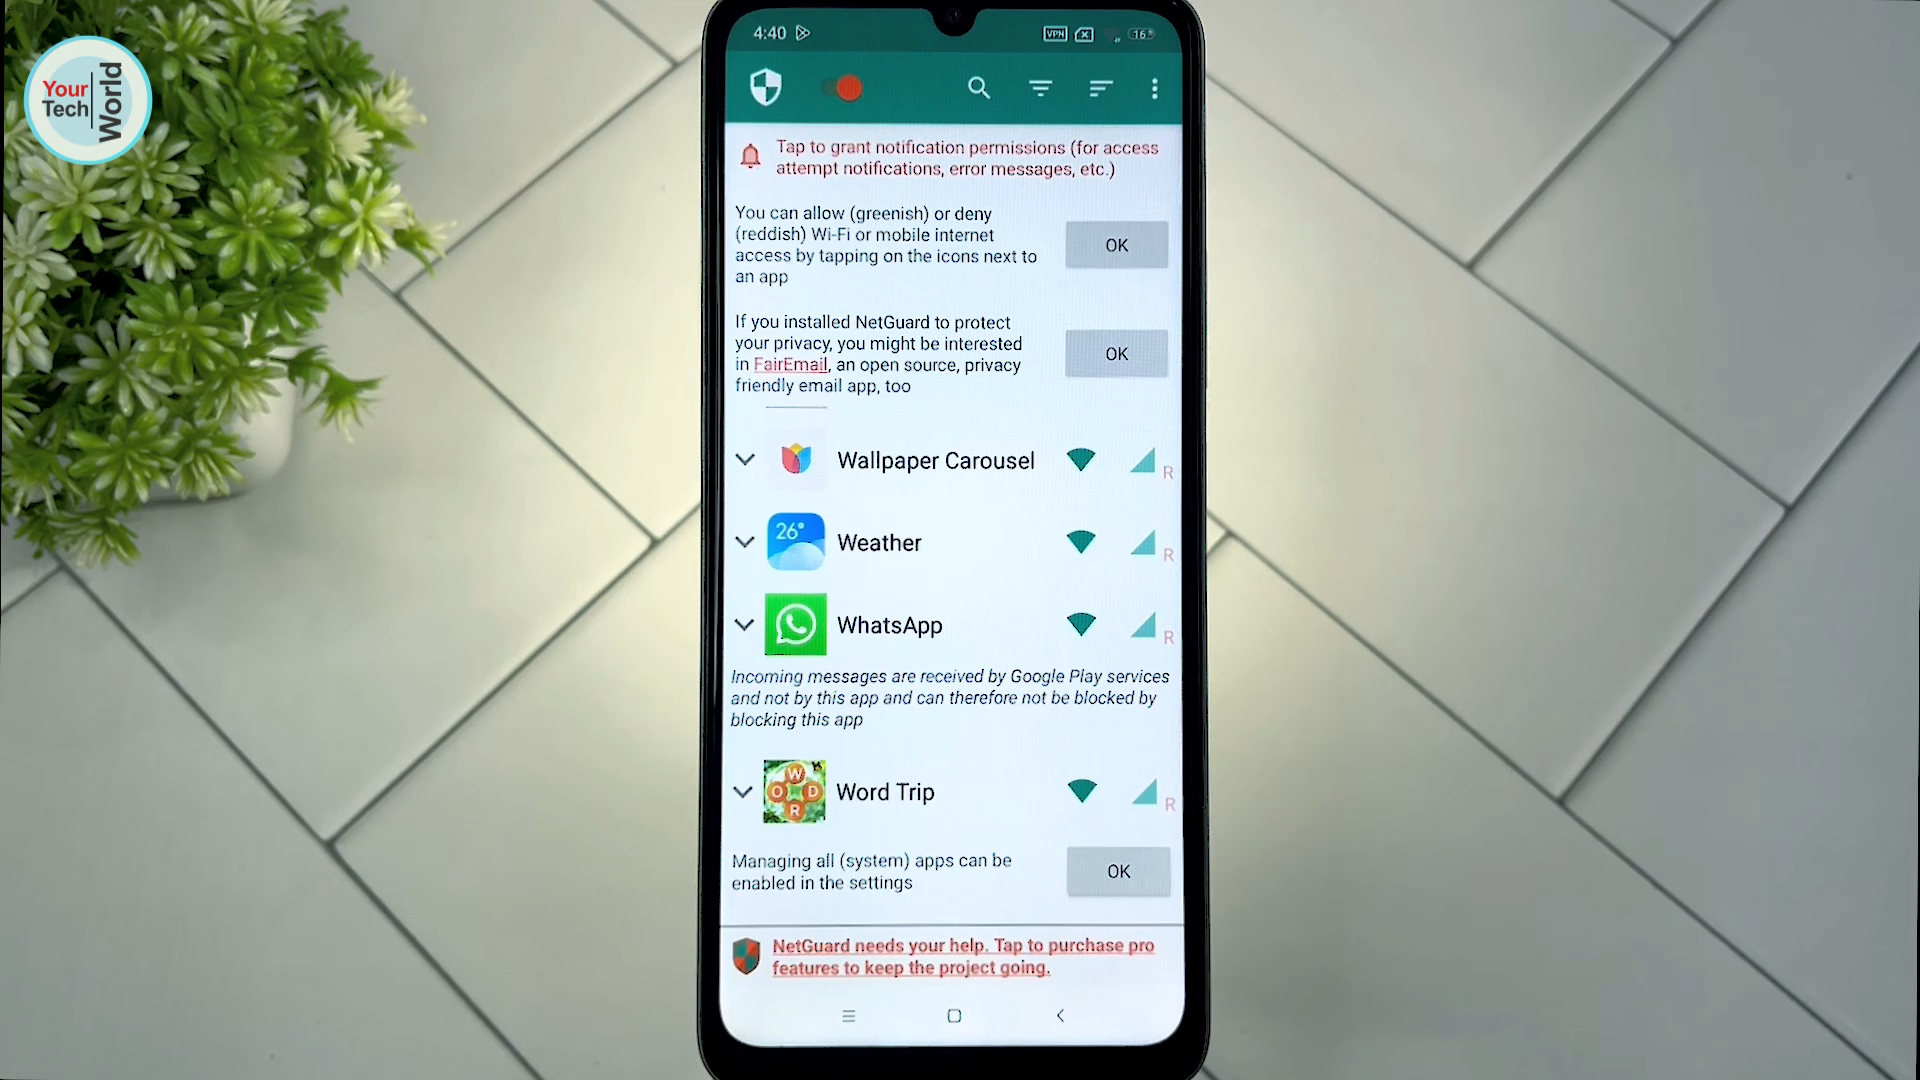 Your
Tech
World
4:40
VPN
16
Tap to grant notification permissions (for access
attempt notifications, error messages, etc.)
You can allow (greenish) or deny
(reddish) Wi-Fi or mobile internet
access by tapping on the icons next to
an app
OK
If you installed NetGuard to protect
your privacy, you might be interested
in FairEmail, an open source, privacy
friendly email app, too
OK
Wallpaper Carousel
R
26°
Weather
R
WhatsApp
R
Incoming messages are received by Google Play services
and not by this app and can therefore not be blocked by
blocking this app
W
O D
R
Word Trip
R
Managing all (system) apps can be
enabled in the settings
OK
NetGuard needs your help. Tap to purchase pro
features to keep the project going.